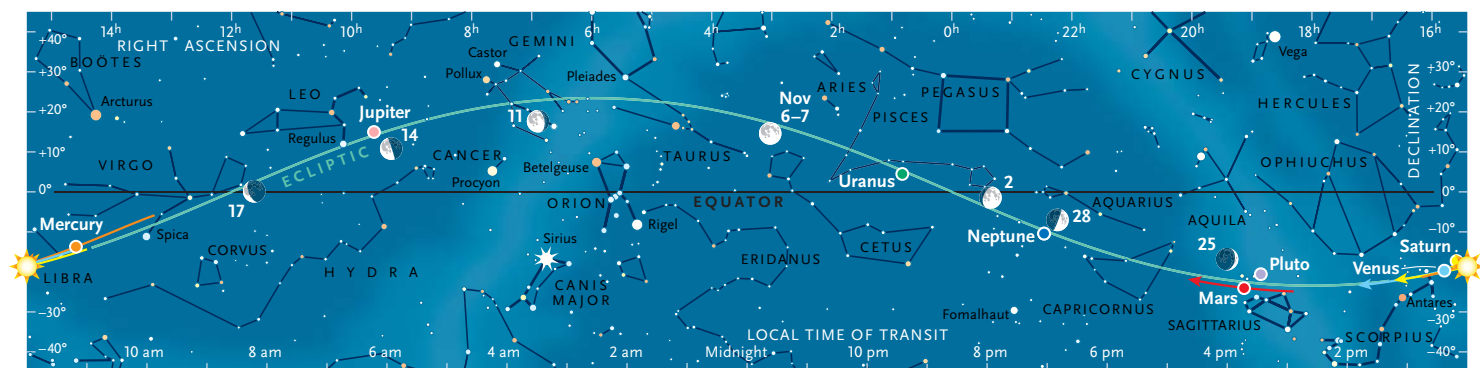 14h 12h 10h 8h 6h 4h 2h 0h 22h 20h 18h 16h
+40° RIGHT ASCENSION
BOÖTES
+30°
Arcturus
+20°
+10°
VIRGO
0°
Mercury
LIBRA
−30°
−40°
LEO
Regulus
Jupiter
14
ECLIPTIC
17
Spica
CORVUS
HYDRA
Castor
GEMINI
Pollux
11
CANCER
Procyon
Pleiades
Betelgeuse
TAURUS
ORION
Rigel
Sirius
CANIS
MAJOR
EQUATOR
ERIDANUS
Nov
6–7
ARIES
PISCES
PEGASUS
Uranus
CETUS
2
Neptune
28
AQUARIUS
Fomalhaut
CAPRICORNUS
CYGNUS
Vega
HERCULES
OPHIUCHUS
AQUILA
25
Pluto
Mars
SAGITTARIUS
Venus
Saturn
Antares
SCORPIUS
DECLINATION
+30°
+20°
+10°
0°
−10°
−30°
−40°
LOCAL TIME OF TRANSIT
10 am 8 am 6 am 4 am 2 am Midnight 10 pm 8 pm 6 pm 4 pm 2 pm